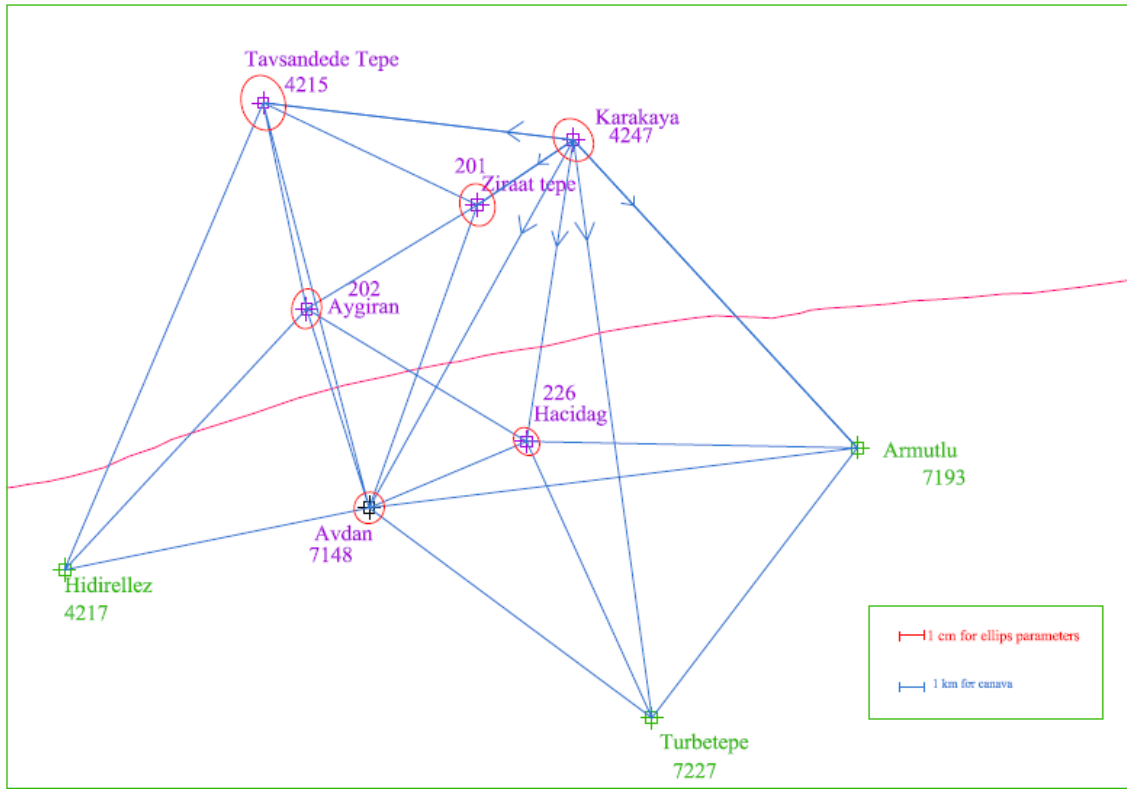 Tavsandede Tepe
4215
Karakaya
4247
201
Ziraat tepe
202
Aygiran
226
Hacidag
Armutlu
7193
Avdan
7148
Hidirellez
4217
1 cm for ellips parameters
1 km for canava
Turbetepe
7227